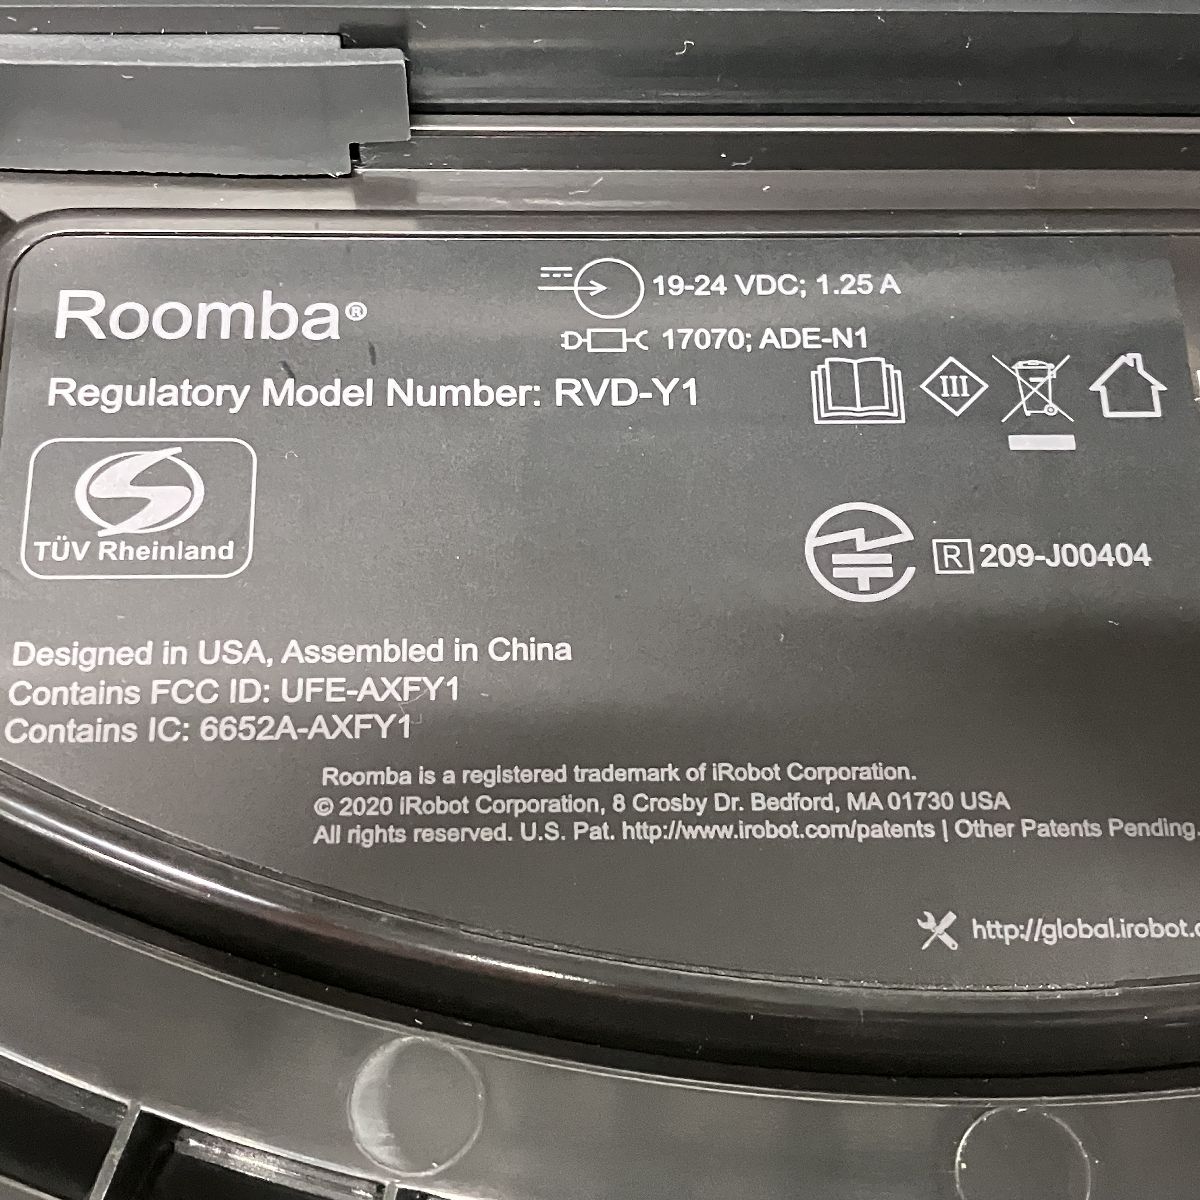 Roomba®
19-24 VDC; 1.25 A
17070; ADE-N1
Regulatory Model Number: RVD-Y1
III
TÜV Rheinland
R 209-J00404
Designed in USA, Assembled in China
Contains FCC ID: UFE-AXFY1
Contains IC: 6652A-AXFY1
Roomba is a registered trademark of iRobot Corporation.
© 2020 iRobot Corporation, 8 Crosby Dr. Bedford, MA 01730 USA
All rights reserved. U.S. Pat. http://www.irobot.com/patents | Other Patents Pending.
http://global.irobot.